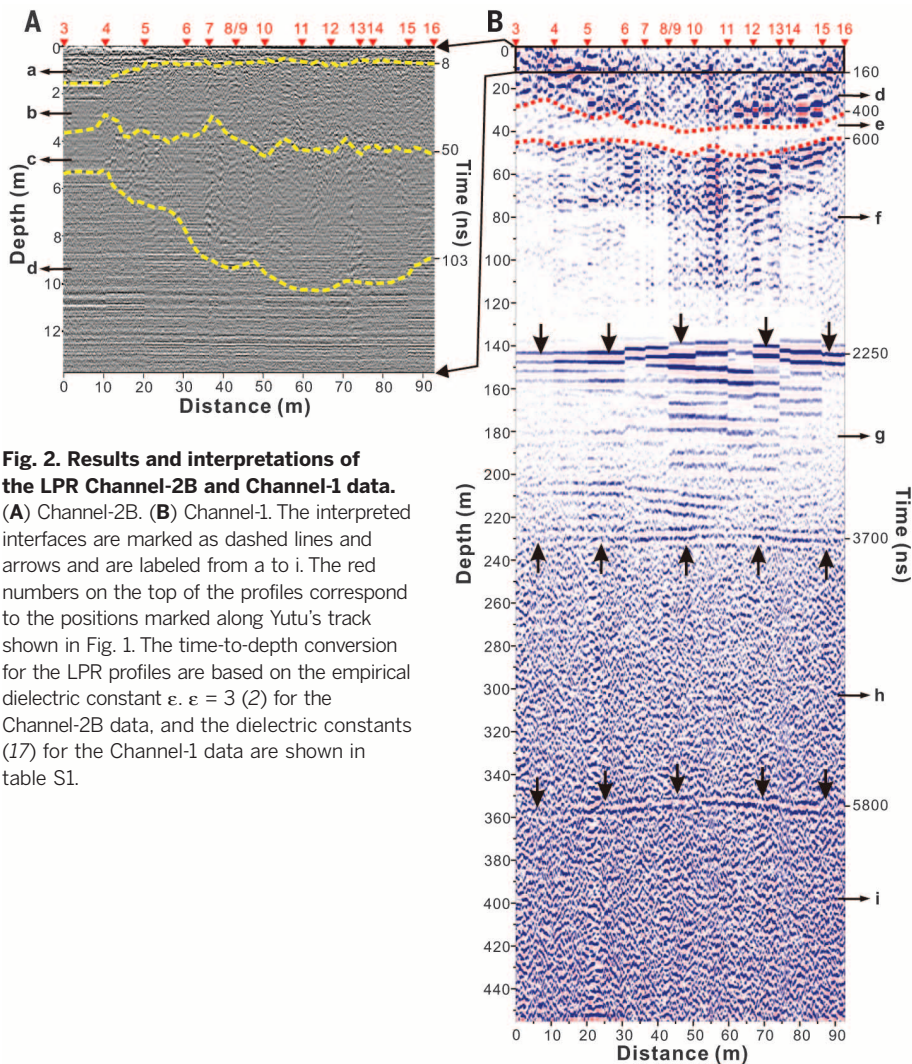 A
3 4 5 6 7 8/9 10 11 12 1314 15 16
0
2
4
6
8
10
12
Depth (m)
a
b
c
d
8
50
103
Time (ns)
0 10 20 30 40 50 60 70 80 90
Distance (m)
B
3 4 5 6 7 8/9 10 11 12 13 14 15 16
0
20
40
60
80
100
120
140
160
180
200
220
240
260
280
300
320
340
360
380
400
420
440
Depth (m)
160
d
400
e
600
f
2250
g
3700
h
5800
i
Time (ns)
0 10 20 30 40 50 60 70 80 90
Distance (m)
Fig. 2. Results and interpretations of
the LPR Channel-2B and Channel-1 data.
(A) Channel-2B. (B) Channel-1. The interpreted
interfaces are marked as dashed lines and
arrows and are labeled from a to i. The red
numbers on the top of the profiles correspond
to the positions marked along Yutu's track
shown in Fig. 1. The time-to-depth conversion
for the LPR profiles are based on the empirical
dielectric constant ε. ε = 3 (2) for the
Channel-2B data, and the dielectric constants
(17) for the Channel-1 data are shown in
table S1.